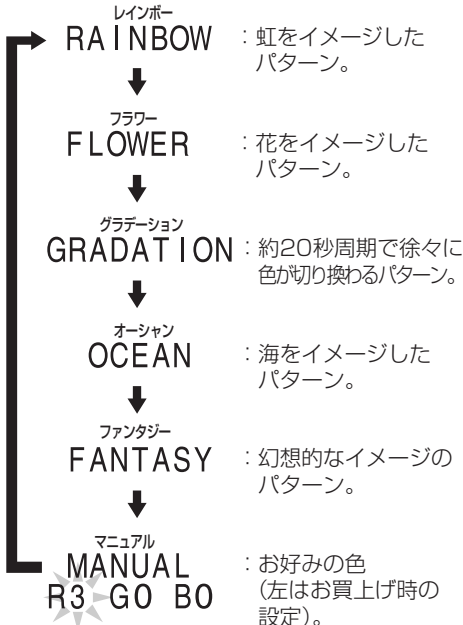 レインボー
RAINBOW :虹をイメージした
パターン。
フラワー
FLOWER :花をイメージした
パターン。
グラデーション
GRADATION :約20秒周期で徐々に
色が切り換わるパターン。
オーシャン
OCEAN :海をイメージした
パターン。
ファンタジー
FANTASY :幻想的なイメージの
パターン。
マニュアル
MANUAL :お好みの色
R3 G0 B0 (左はお買上げ時の
設定)。